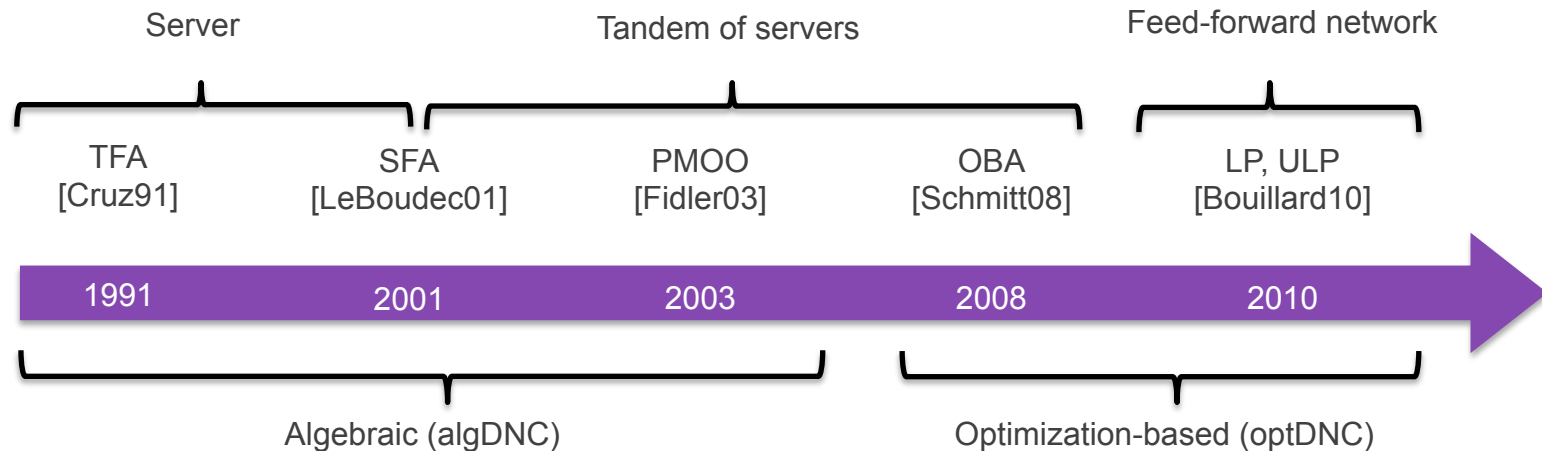 Server
Tandem of servers
Feed-forward network
TFA
[Cruz91]
SFA
[LeBoudec01]
PMOO
[Fidler03]
OBA
[Schmitt08]
LP, ULP
[Bouillard10]
1991
2001
2003
2008
2010
Algebraic (algDNC)
Optimization-based (optDNC)